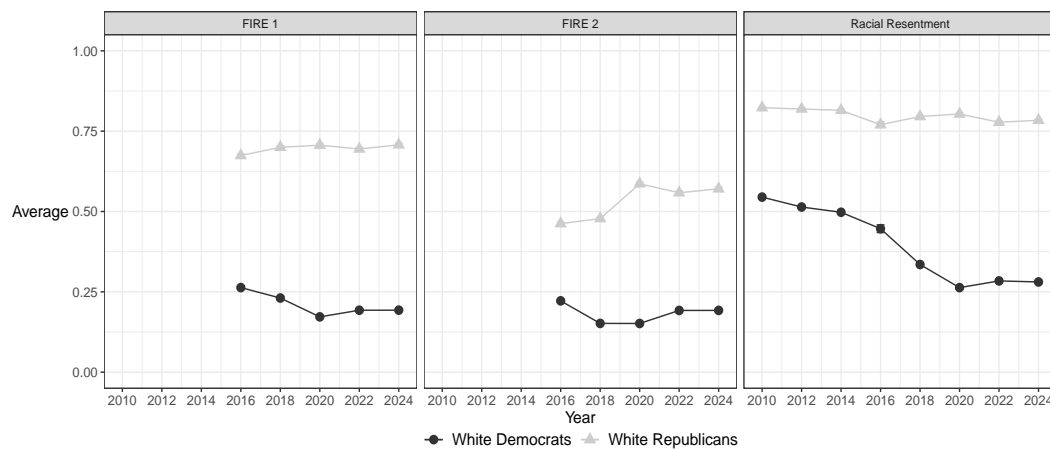 FIRE 1 FIRE 2 Racial Resentment
1.00
0.75
Average 0.50
0.25
0.00
2010 2012 2014 2016 2018 2020 2022 2024 2010 2012 2014 2016 2018 2020 2022 2024 2010 2012 2014 2016 2018 2020 2022 2024
Year
White Democrats White Republicans